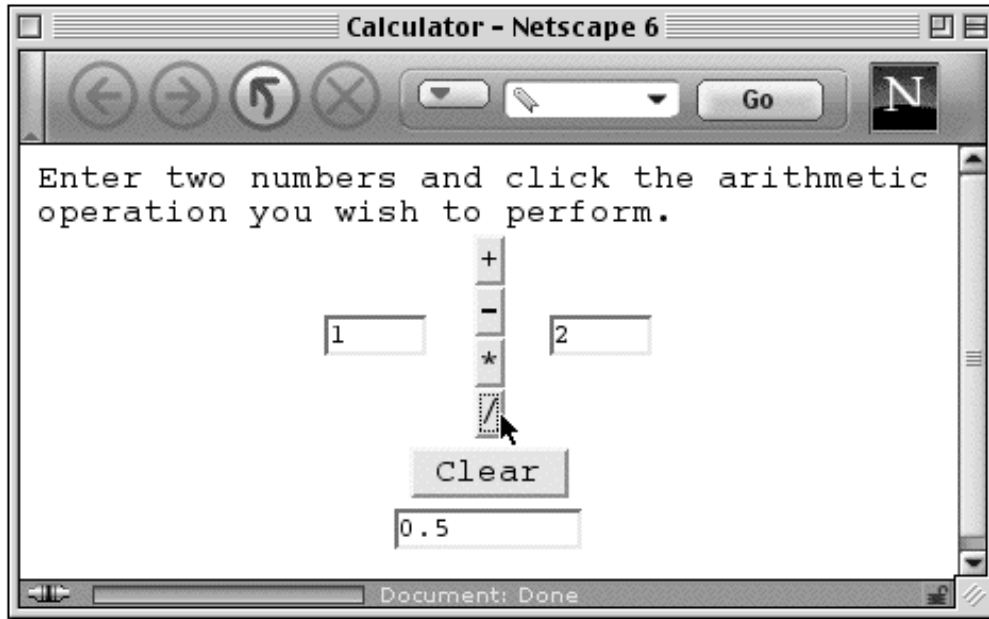 Calculator – Netscape 6
Go
N
Enter two numbers and click the arithmetic
operation you wish to perform.
+
-
1
2
*
/
Clear
0.5
Document: Done